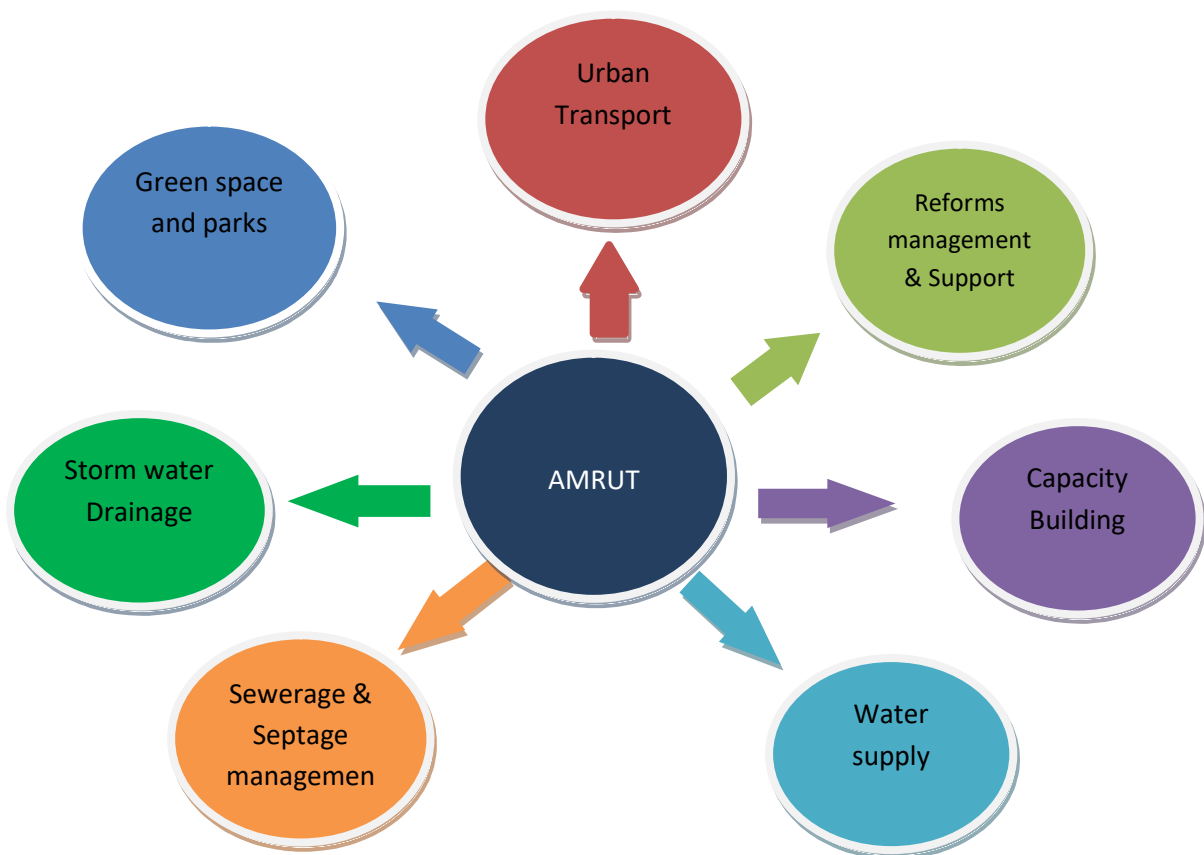 Urban
Transport
Green space
and parks
Reforms
management
& Support
AMRUT
Storm water
Drainage
Capacity
Building
Sewerage &
Septage
managemen
Water
supply